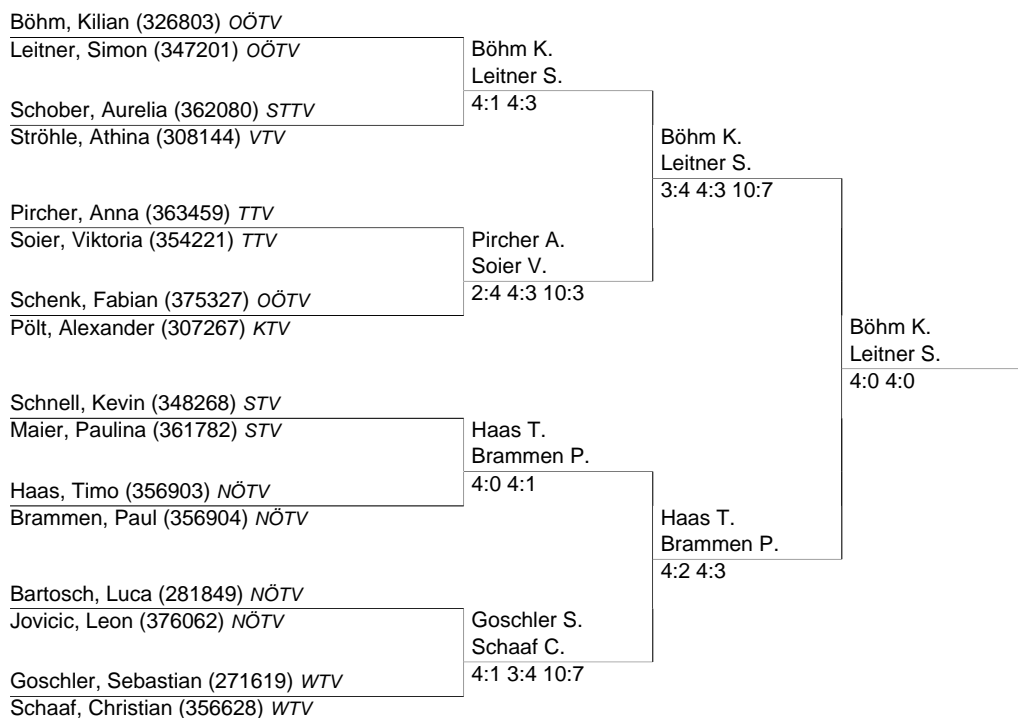 Böhm, Kilian (326803) OÖTV
Leitner, Simon (347201) OÖTV
Schober, Aurelia (362080) STTV
Ströhle, Athina (308144) VTV
Pircher, Anna (363459) TTV
Soier, Viktoria (354221) TTV
Schenk, Fabian (375327) OÖTV
Pölt, Alexander (307267) KTV
Schnell, Kevin (348268) STV
Maier, Paulina (361782) STV
Haas, Timo (356903) NÖTV
Brammen, Paul (356904) NÖTV
Bartosch, Luca (281849) NÖTV
Jovicic, Leon (376062) NÖTV
Goschler, Sebastian (271619) WTV
Schaaf, Christian (356628) WTV
Böhm K.
Leitner S.
4:1 4:3
Pircher A.
Soier V.
2:4 4:3 10:3
Haas T.
Brammen P.
4:0 4:1
Goschler S.
Schaaf C.
4:1 3:4 10:7
Böhm K.
Leitner S.
3:4 4:3 10:7
Haas T.
Brammen P.
4:2 4:3
Böhm K.
Leitner S.
4:0 4:0